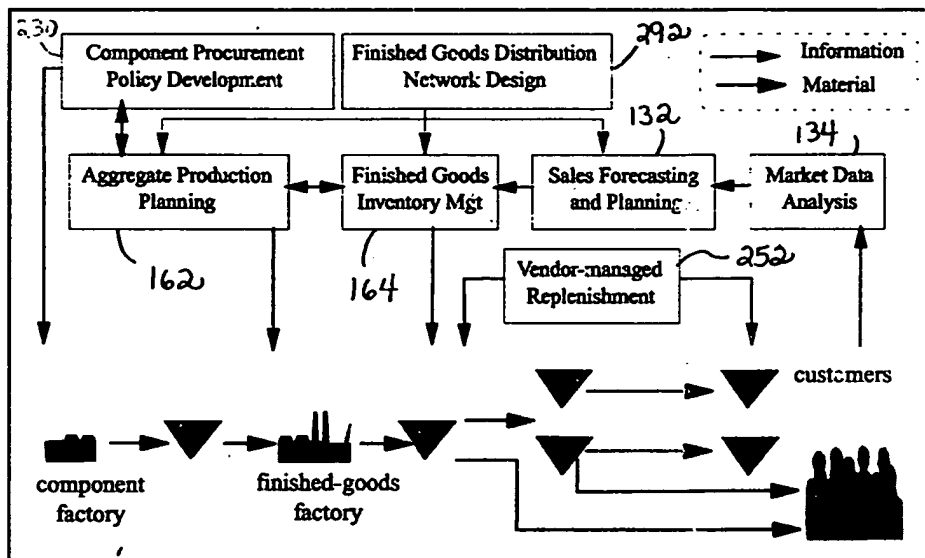 230
Component Procurement
Policy Development
Finished Goods Distribution
Network Design
292
Information
Material
132
134
Aggregate Production
Planning
Finished Goods
Inventory Mgt
Sales Forecasting
and Planning
Market Data
Analysis
162
164
Vendor-managed
Replenishment
252
customers
component
factory
finished-goods
factory